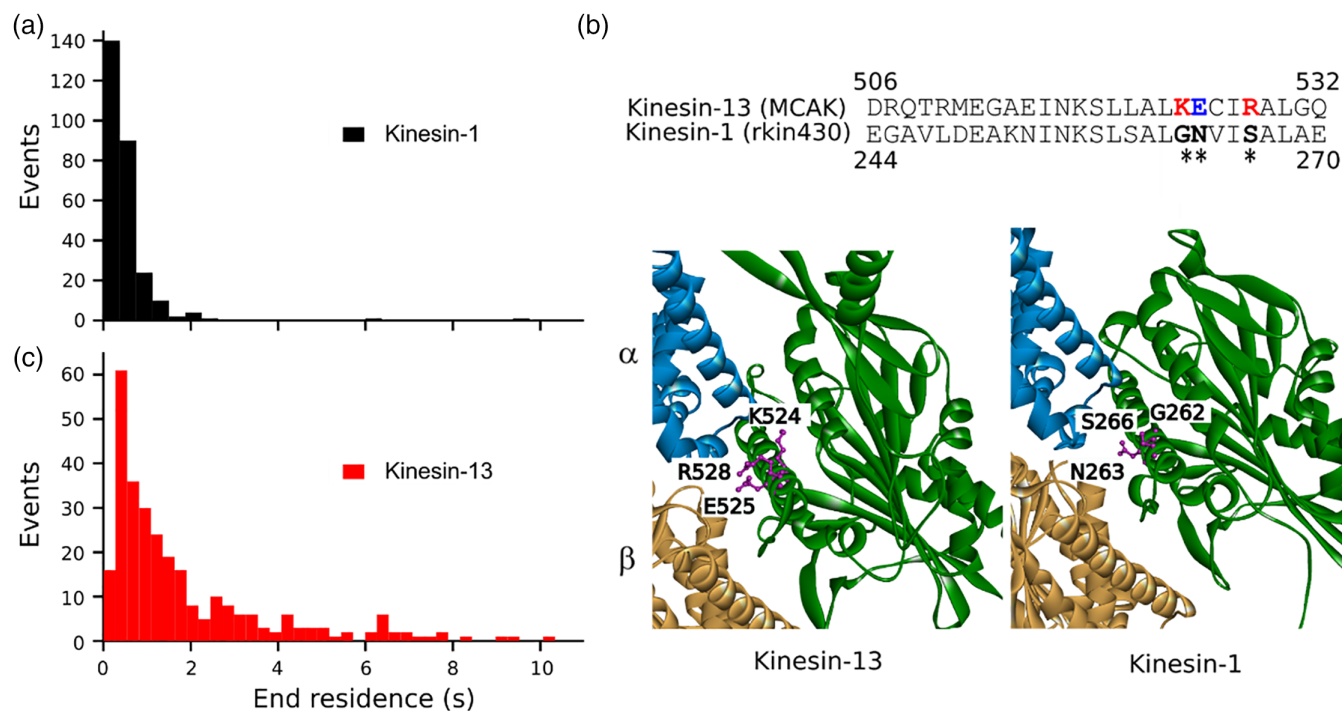 (a)
140
120
100
80
60
40
20
0
Events
Kinesin-1
(c)
60
50
40
30
20
10
0
Events
Kinesin-13
0 2 4 6 8 10
End residence (s)
(b)
506 532
Kinesin-13 (MCAK) DRQTRMEGAEINKSLLALKECIRALGQ
Kinesin-1 (rkin430) EGAVLDEAKNINKSLSALGNVISALAE
244 ** * 270
α
β
K524
R528
E525
Kinesin-13
S266 G262
N263
Kinesin-1